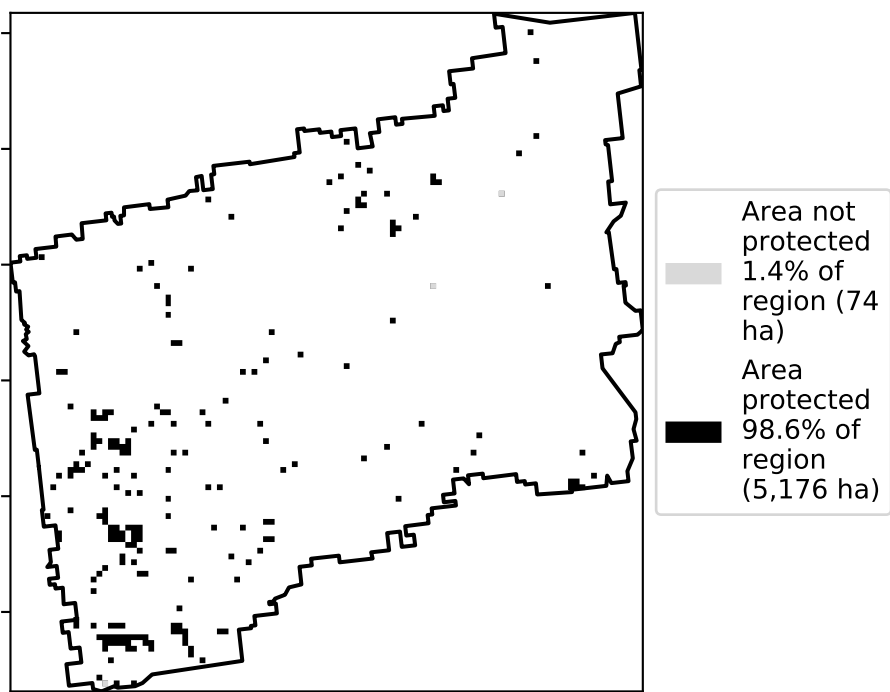 Area not
protected
1.4% of
region (74
ha)
Area
protected
98.6% of
region
(5,176 ha)